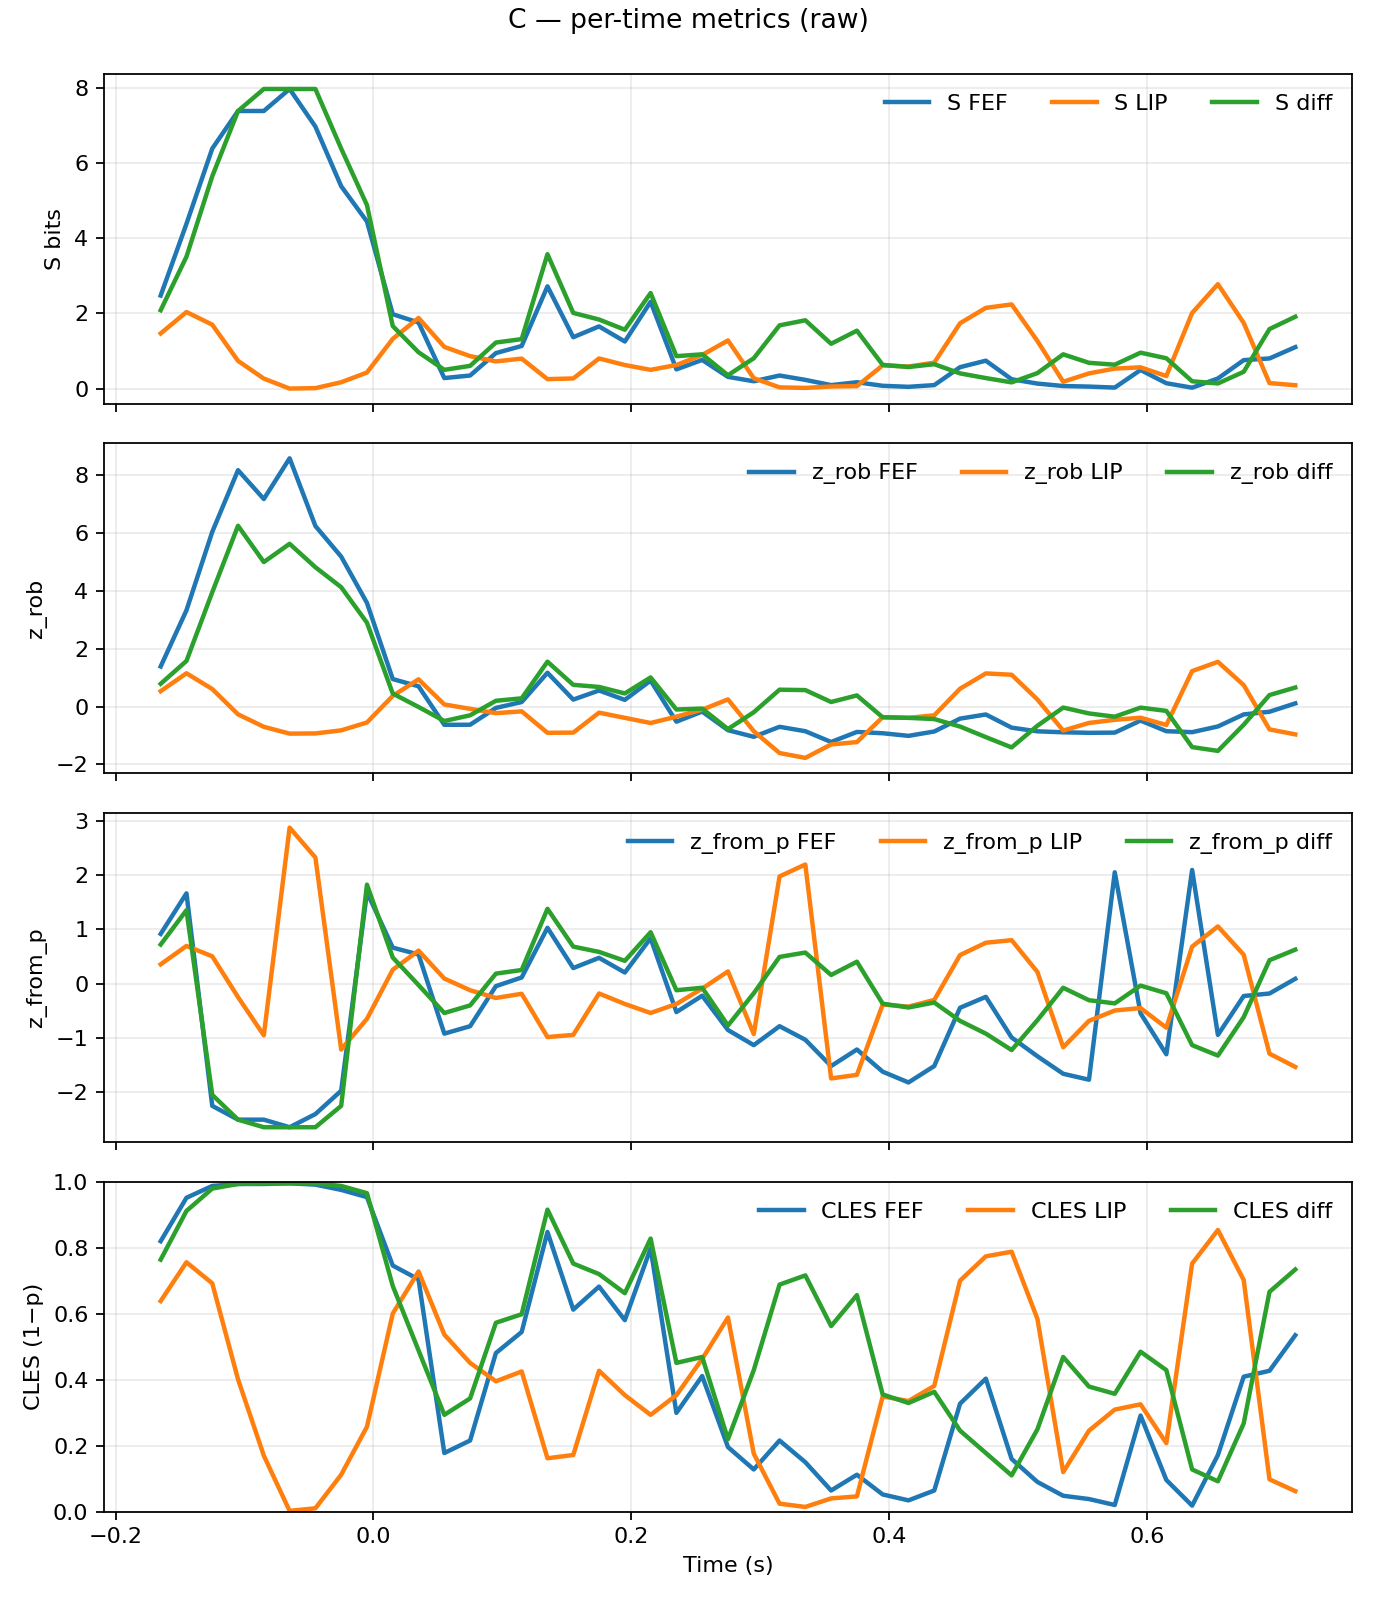 C — per-time metrics (raw)
S FEF S LIP S diff
8
6
4
2
0
S bits
z_rob FEF z_rob LIP z_rob diff
8
6
4
2
0
−2
z_rob
z_from_p FEF z_from_p LIP z_from_p diff
3
2
1
0
−1
−2
z_from_p
CLES FEF CLES LIP CLES diff
1.0
0.8
0.6
0.4
0.2
0.0
CLES (1−p)
−0.2 0.0 0.2 0.4 0.6
Time (s)